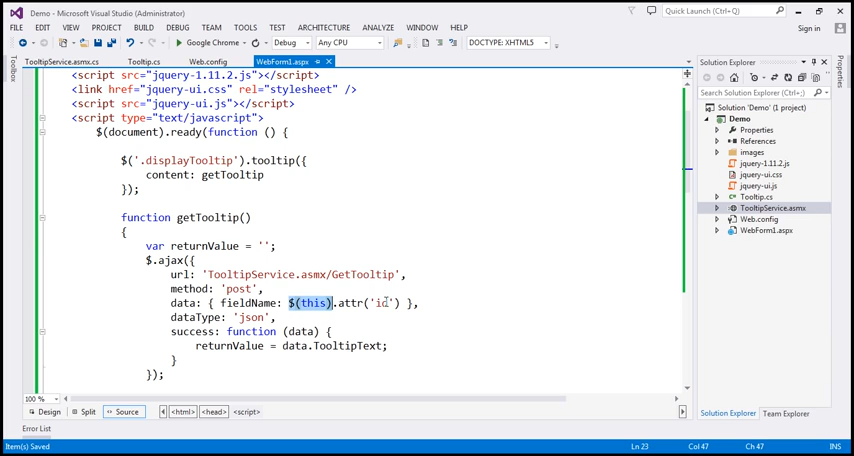 Demo - Microsoft Visual Studio (Administrator)
Quick Launch (Ctrl+;)
FILE EDIT VIEW PROJECT BUILD DEBUG TEAM TOOLS TEST ARCHITECTURE ANALYZE WINDOW HELP
Sign in
Google Chrome Debug Any CPU DOCTYPE: XHTML5
Toolbox
TooltipService.asmx.cs Tooltip.cs Web.config WebForm1.aspx
<script src="jquery-1.11.2.js"></script>
<link href="jquery-ui.css" rel="stylesheet" />
<script src="jquery-ui.js"></script>
<script type="text/javascript">
$(document).ready(function () {
$('.displayTooltip').tooltip({
content: getTooltip
});
function getTooltip()
{
var returnValue = '';
$.ajax({
url: 'TooltipService.asmx/GetTooltip',
method: 'post',
data: { fieldName: $(this).attr('id') },
dataType: 'json',
success: function (data) {
returnValue = data.TooltipText;
}
});
100 %
Design Split Source <html> <head> <script>
Error List
Solution Explorer
Search Solution Explorer (Ctrl+;)
Solution 'Demo' (1 project)
Demo
Properties
References
images
jquery-1.11.2.js
jquery-ui.css
jquery-ui.js
Tooltip.cs
TooltipService.asmx
Web.config
WebForm1.aspx
Solution Explorer Team Explorer
Properties
Item(s) Saved Ln 23 Col 47 Ch 47 INS